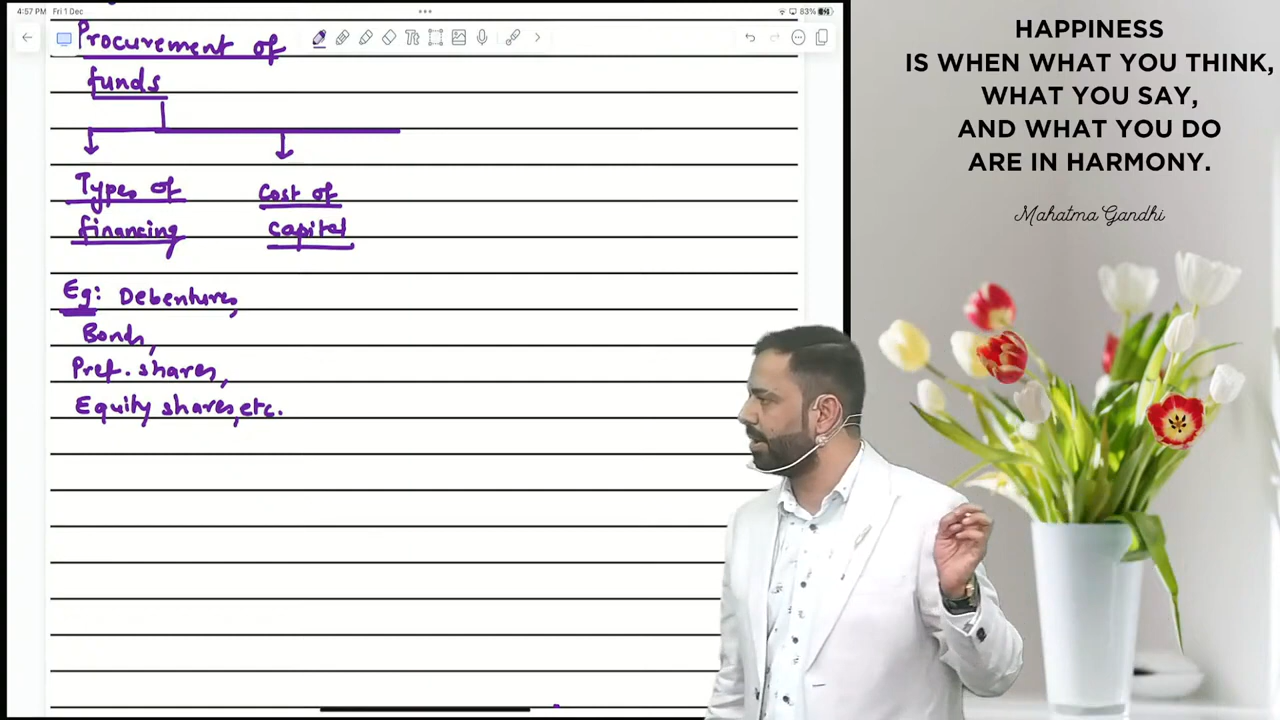 4:57 PM Fri 1 Dec
83%
Procurement of
funds
Types of
financing
Cost of
capital
Eg: Debentures,
Bonds,
Pref. shares,
Equity shares, etc.
HAPPINESS
IS WHEN WHAT YOU THINK,
WHAT YOU SAY,
AND WHAT YOU DO
ARE IN HARMONY.
Mahatma Gandhi